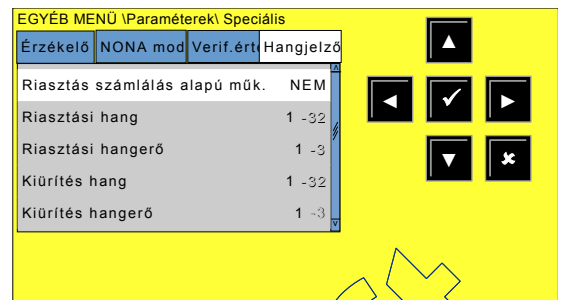 EGYÉB MENÜ \Paraméterek\ Speciális
Érzékelő NONA mod Verif.érté Hangjelző
Riasztás számlálás alapú műk. NEM
Riasztási hang 1 -32
Riasztási hangerő 1 -3
Kiürítés hang 1 -32
Kiürítés hangerő 1 -3